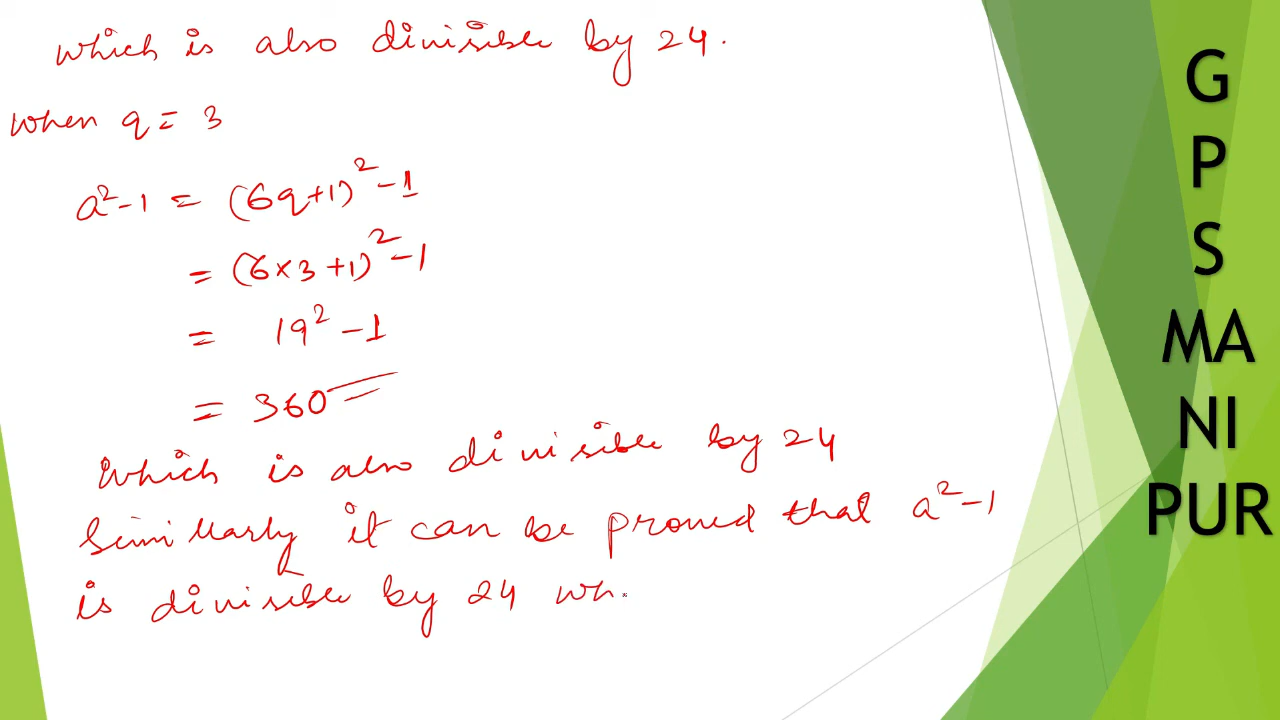 which is also divisible by 24.
when q = 3
a²-1 = (6q+1)²-1
= (6×3+1)²-1
= 19²-1
= 360
Which is also divisible by 24
Similarly it can be proved that a²-1
is divisible by 24 wh
G
P
S
MA
NI
PUR